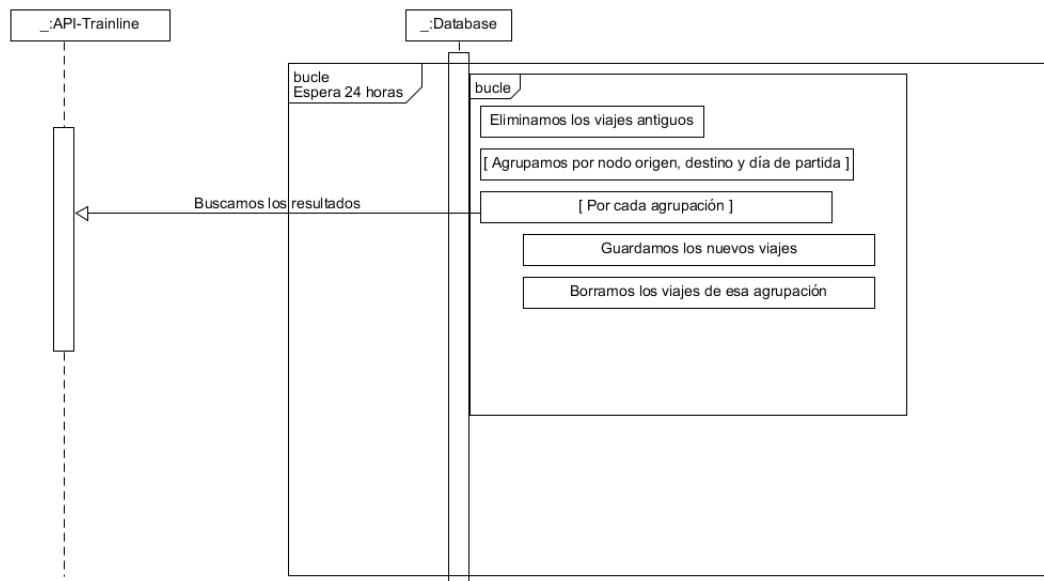 _:API-Trainline
_:Database
bucle
Espera 24 horas
bucle
Eliminamos los viajes antiguos
[ Agrupamos por nodo origen, destino y día de partida ]
Buscamos los resultados
[ Por cada agrupación ]
Guardamos los nuevos viajes
Borramos los viajes de esa agrupación